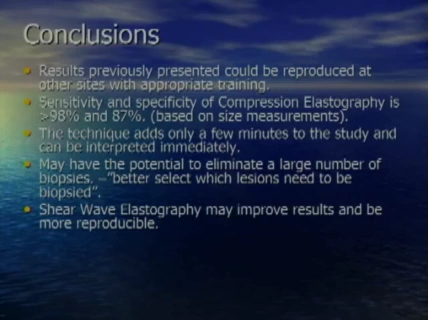 Conclusions
Results previously presented could be reproduced at
other sites with appropriate training.
Sensitivity and specificity of Compression Elastography is
>98% and 87%. (based on size measurements).
The technique adds only a few minutes to the study and
can be interpreted immediately.
May have the potential to eliminate a large number of
biopsies. –"better select which lesions need to be
biopsied".
Shear Wave Elastography may improve results and be
more reproducible.